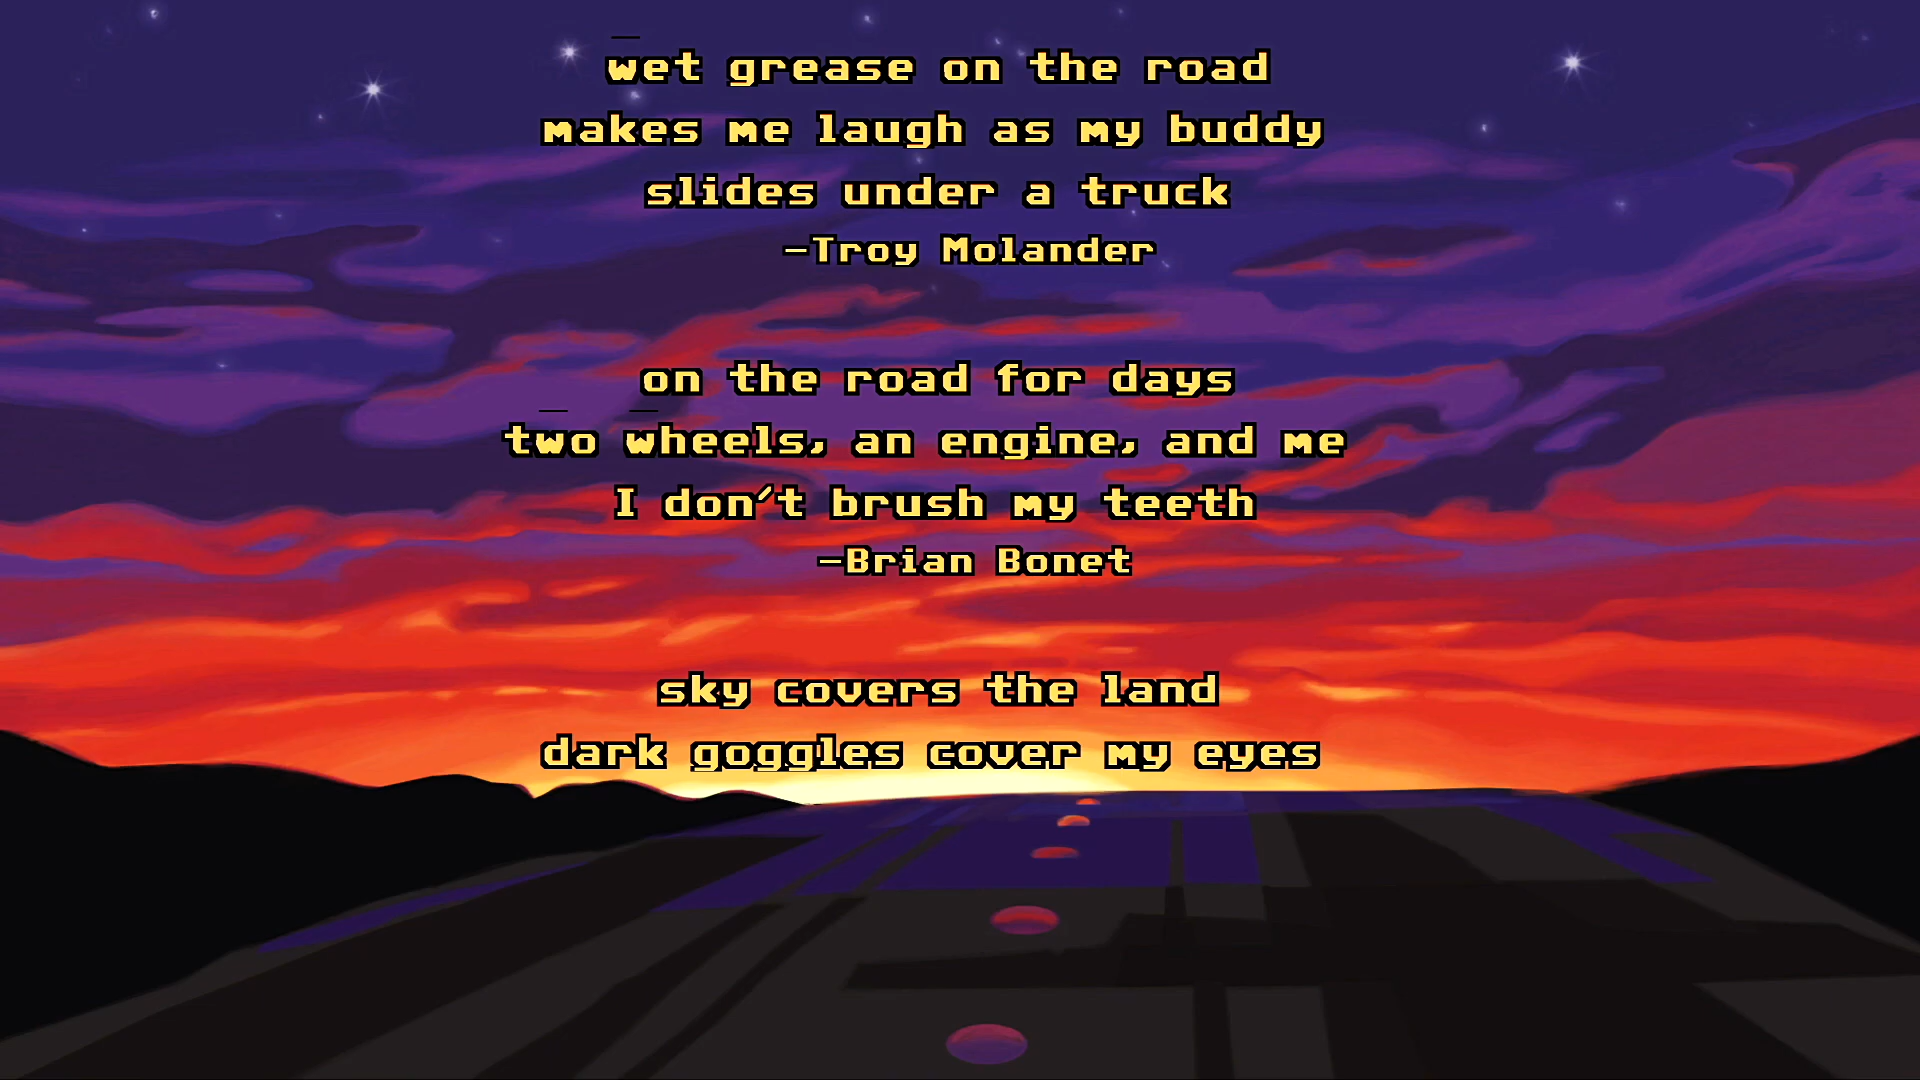 wet grease on the road
makes me laugh as my buddy
slides under a truck
-Troy Molander
on the road for days
two wheels, an engine, and me
I don't brush my teeth
-Brian Bonet
sky covers the land
dark goggles cover my eyes